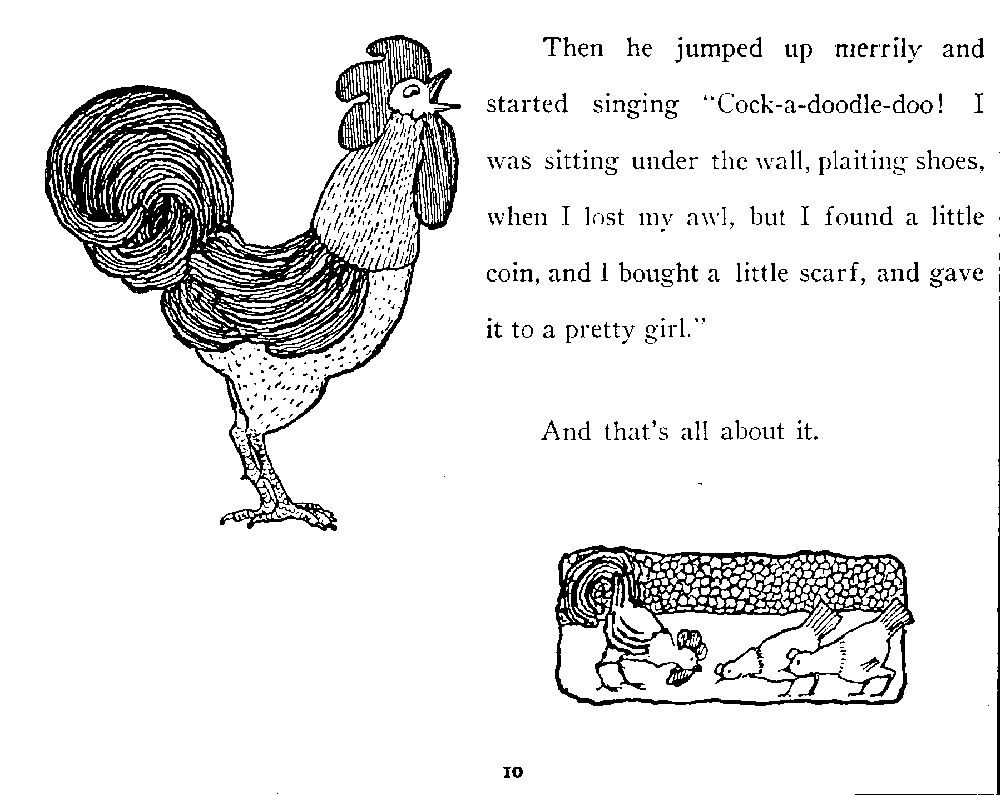 Then he jumped up merrily and
started singing “Cock-a-doodle-doo! I
was sitting under the wall, plaiting shoes,
when I lost my awl, but I found a little
coin, and I bought a little scarf, and gave
it to a pretty girl.”
And that's all about it.
10